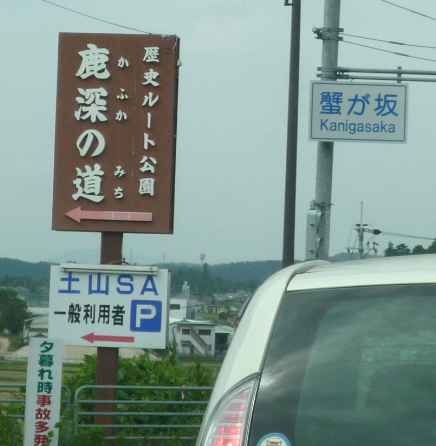 歴史ルート公園
鹿深の道
かふか みち
蟹が坂
Kanigasaka
土山SA
一般利用者 P
夕暮れ時事故多発